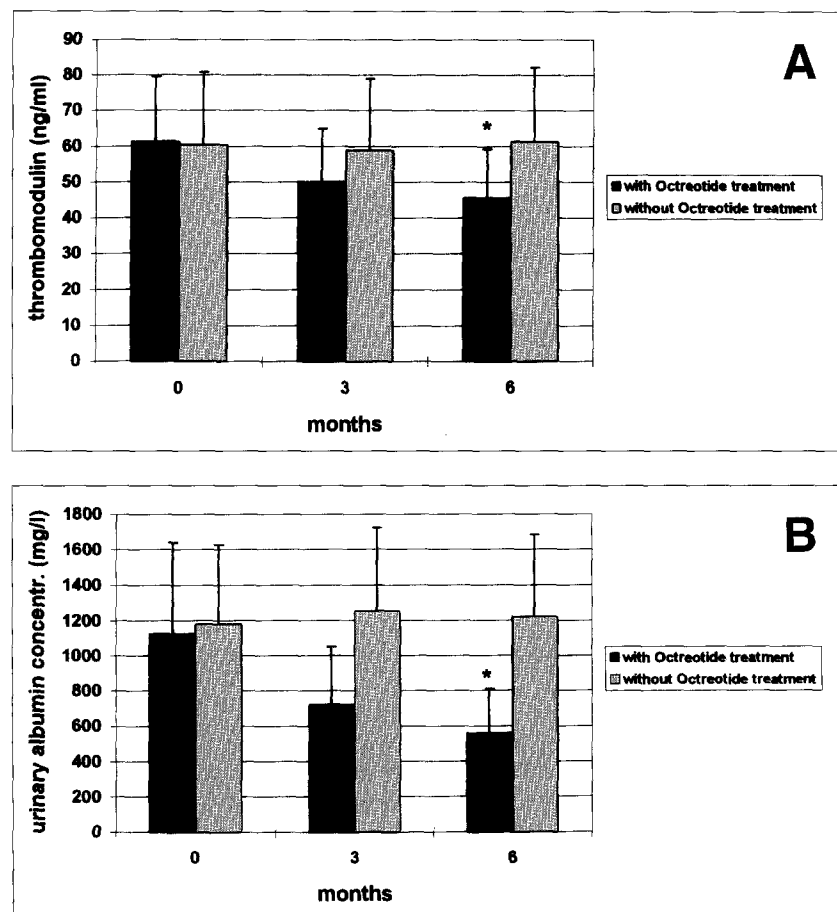 A
90
80
70
60
50
40
30
20
10
0
thrombomodulin (ng/ml)
*
0 3 6
months
with Octreotide treatment
without Octreotide treatment
B
1800
1600
1400
1200
1000
800
600
400
200
0
urinary albumin concentr. (mg/l)
*
0 3 6
months
with Octreotide treatment
without Octreotide treatment